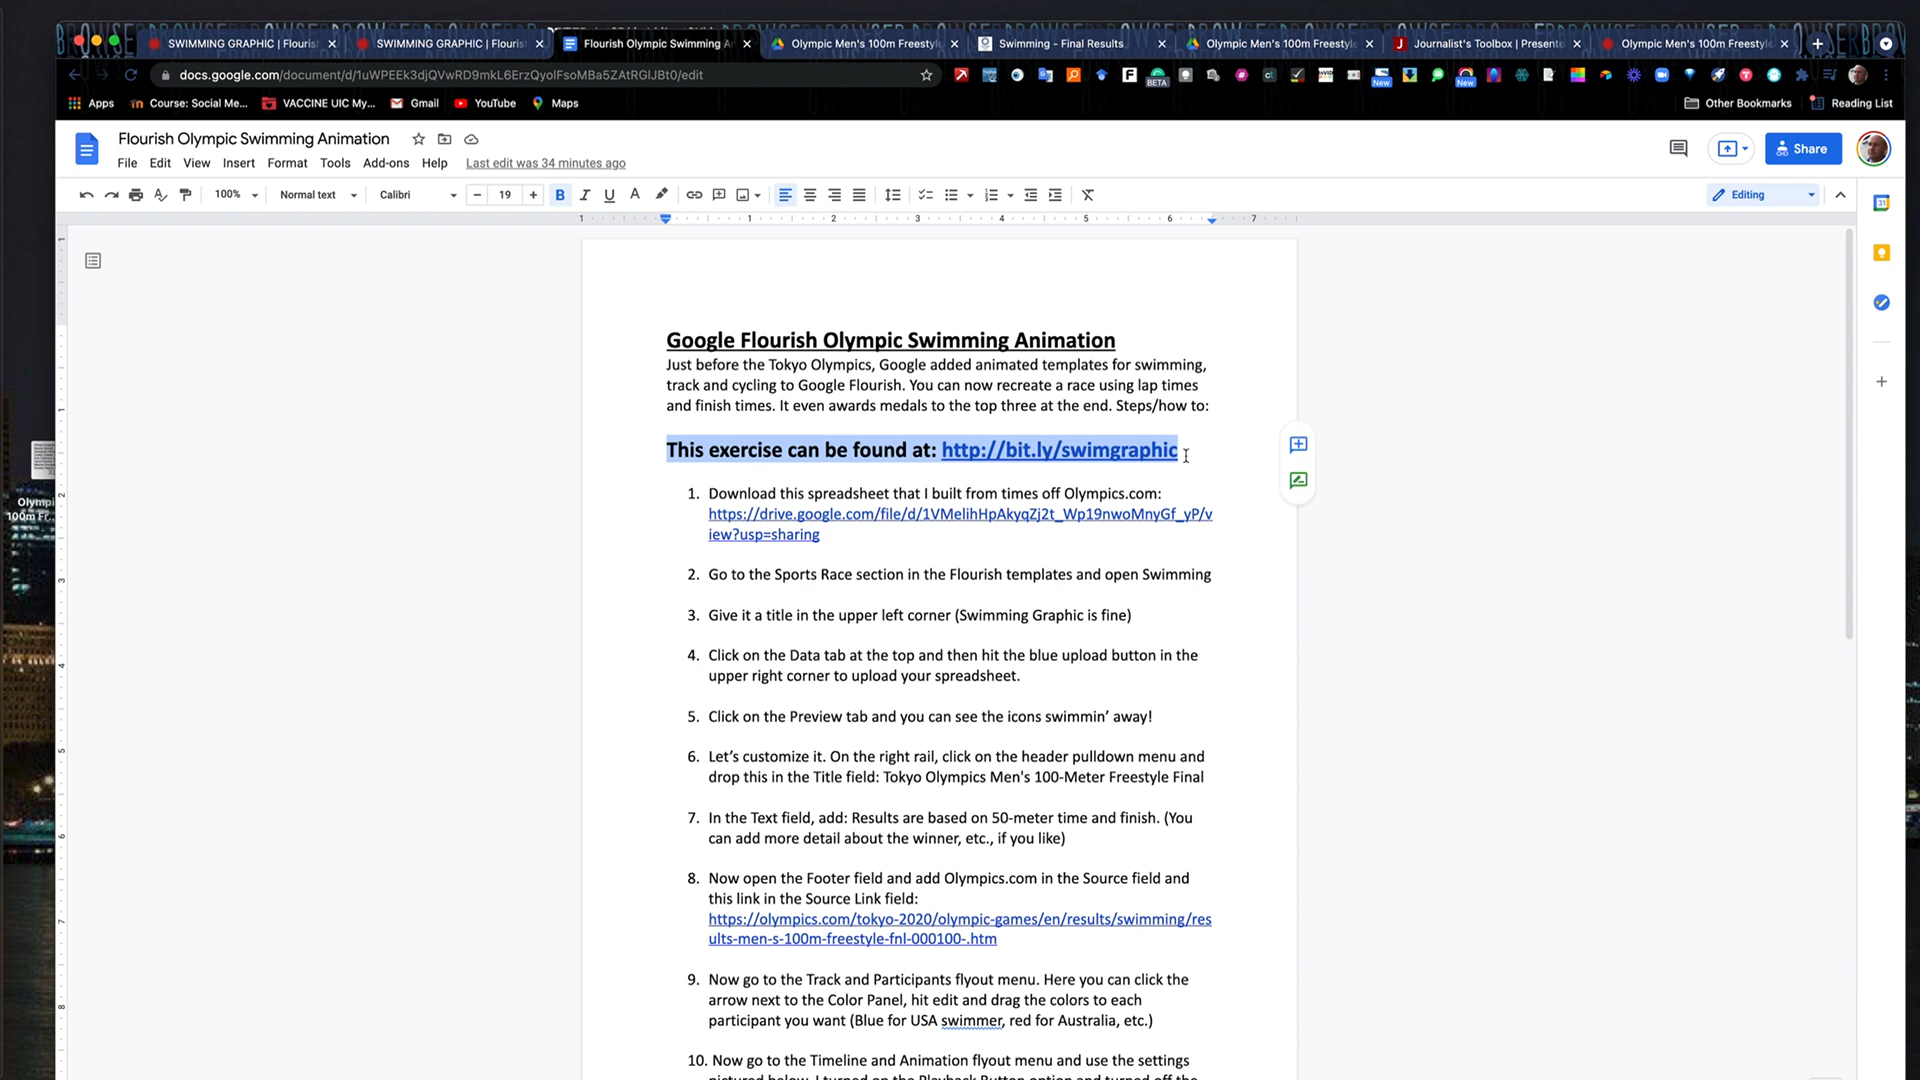 SWIMMING GRAPHIC | Flouris
SWIMMING GRAPHIC | Flouris
Flourish Olympic Swimming A
Olympic Men's 100m Freestyle
Swimming - Final Results
Olympic Men's 100m Freestyle
Journalist's Toolbox | Presente
Olympic Men's 100m Freestyle
docs.google.com/document/d/1uWPEEk3djQVwRD9mkL6ErzQyolFsoMBa5ZAtRGlJBt0/edit
BETA
New
New
Apps
Course: Social Me...
VACCINE UIC My...
Gmail
YouTube
Maps
Other Bookmarks
Reading List
Flourish Olympic Swimming Animation
File Edit View Insert Format Tools Add-ons Help
Last edit was 34 minutes ago
Share
100%
Normal text
Calibri
19
B I U A
Editing
1 1 2 3 4 5 6 7
Google Flourish Olympic Swimming Animation
Just before the Tokyo Olympics, Google added animated templates for swimming,
track and cycling to Google Flourish. You can now recreate a race using lap times
and finish times. It even awards medals to the top three at the end. Steps/how to:
This exercise can be found at: http://bit.ly/swimgraphic
1. Download this spreadsheet that I built from times off Olympics.com:
https://drive.google.com/file/d/1VMelihHpAkyqZj2t_Wp19nwoMnyGf_yP/v
iew?usp=sharing
2. Go to the Sports Race section in the Flourish templates and open Swimming
3. Give it a title in the upper left corner (Swimming Graphic is fine)
4. Click on the Data tab at the top and then hit the blue upload button in the
upper right corner to upload your spreadsheet.
5. Click on the Preview tab and you can see the icons swimmin' away!
6. Let's customize it. On the right rail, click on the header pulldown menu and
drop this in the Title field: Tokyo Olympics Men's 100-Meter Freestyle Final
7. In the Text field, add: Results are based on 50-meter time and finish. (You
can add more detail about the winner, etc., if you like)
8. Now open the Footer field and add Olympics.com in the Source field and
this link in the Source Link field:
https://olympics.com/tokyo-2020/olympic-games/en/results/swimming/res
ults-men-s-100m-freestyle-fnl-000100-.htm
9. Now go to the Track and Participants flyout menu. Here you can click the
arrow next to the Color Panel, hit edit and drag the colors to each
participant you want (Blue for USA swimmer, red for Australia, etc.)
10. Now go to the Timeline and Animation flyout menu and use the settings
Olympi
100m Fr...